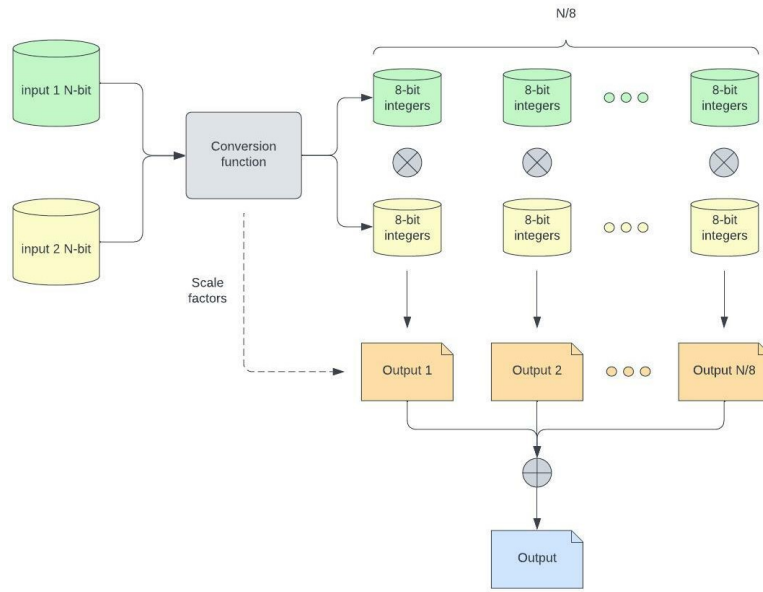 N/8
input 1 N-bit
8-bit
integers
8-bit
integers
8-bit
integers
Conversion
function
input 2 N-bit
8-bit
integers
8-bit
integers
8-bit
integers
Scale
factors
Output 1
Output 2
Output N/8
Output